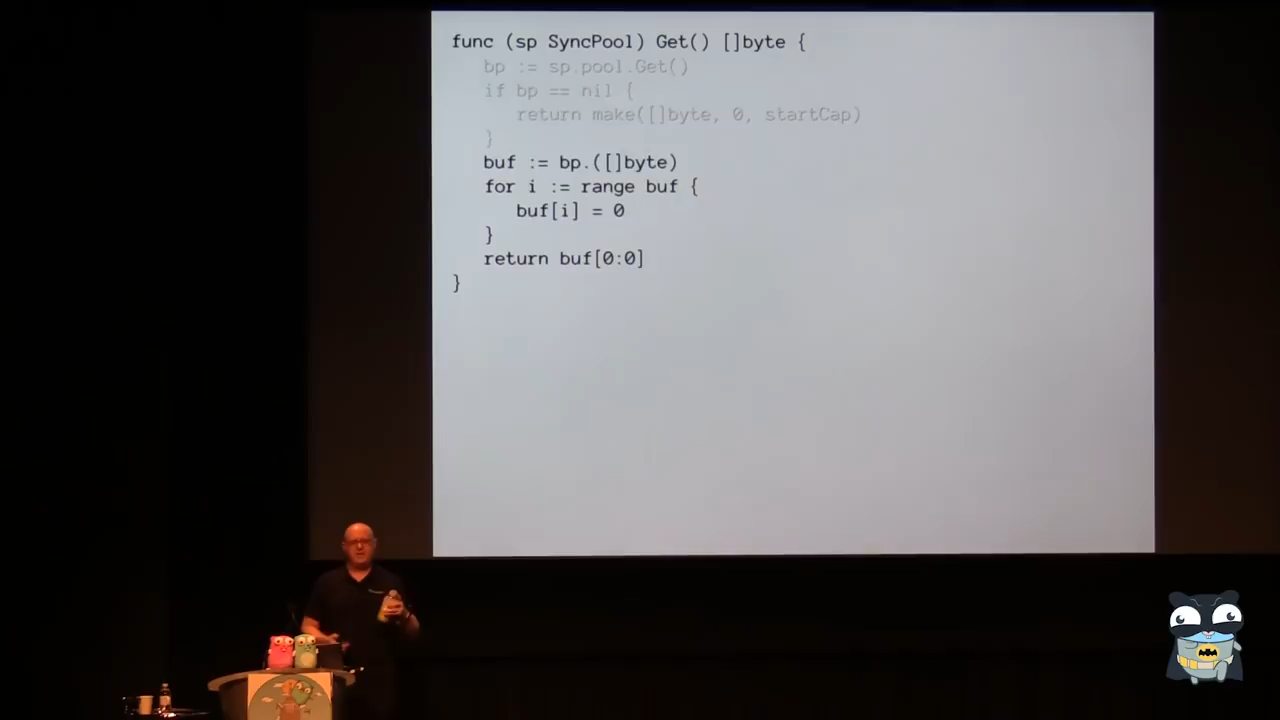 func (sp SyncPool) Get() []byte {
bp := sp.pool.Get()
if bp == nil {
return make([]byte, 0, startCap)
}
buf := bp.([]byte)
for i := range buf {
buf[i] = 0
}
return buf[0:0]
}